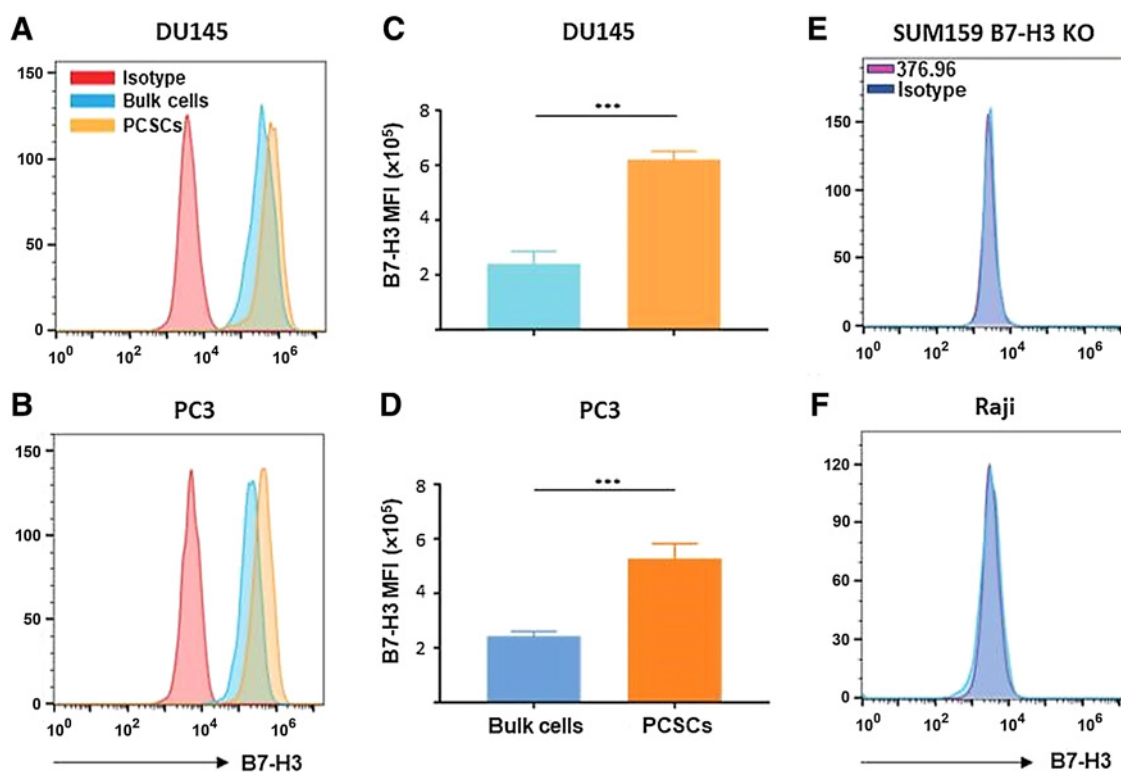 A
DU145
150
100
50
0
Isotype
Bulk cells
PCSCs
10⁰ 10² 10⁴ 10⁶
B
PC3
150
100
50
0
10⁰ 10² 10⁴ 10⁶
B7-H3
C
DU145
B7-H3 MFI (×10⁵)
8
6
4
2
***
D
PC3
B7-H3 MFI (×10⁵)
8
6
4
2
***
Bulk cells PCSCs
E
SUM159 B7-H3 KO
376.96
Isotype
150
100
50
0
10⁰ 10² 10⁴ 10⁶
F
Raji
120
90
60
30
0
10⁰ 10² 10⁴ 10⁶
B7-H3